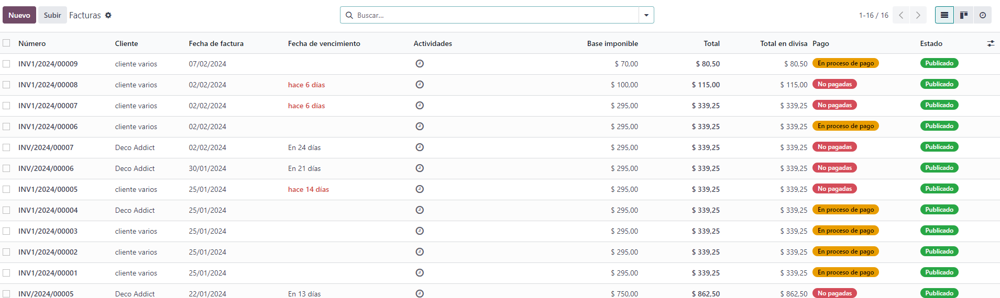 Nuevo Subir Facturas Buscar... 1-16 / 16
Número Cliente Fecha de factura Fecha de vencimiento Actividades Base imponible Total Total en divisa Pago Estado
INV1/2024/00009 cliente varios 07/02/2024 $ 70,00 $ 80,50 $ 80,50 En proceso de pago Publicado
INV1/2024/00008 cliente varios 02/02/2024 hace 6 días $ 100,00 $ 115,00 $ 115,00 No pagadas Publicado
INV1/2024/00007 cliente varios 02/02/2024 hace 6 días $ 295,00 $ 339,25 $ 339,25 No pagadas Publicado
INV1/2024/00006 cliente varios 02/02/2024 $ 295,00 $ 339,25 $ 339,25 En proceso de pago Publicado
INV/2024/00007 Deco Addict 02/02/2024 En 24 días $ 295,00 $ 339,25 $ 339,25 No pagadas Publicado
INV/2024/00006 Deco Addict 30/01/2024 En 21 días $ 295,00 $ 339,25 $ 339,25 No pagadas Publicado
INV1/2024/00005 cliente varios 25/01/2024 hace 14 días $ 295,00 $ 339,25 $ 339,25 No pagadas Publicado
INV1/2024/00004 Deco Addict 25/01/2024 $ 295,00 $ 339,25 $ 339,25 En proceso de pago Publicado
INV1/2024/00003 cliente varios 25/01/2024 $ 295,00 $ 339,25 $ 339,25 En proceso de pago Publicado
INV1/2024/00002 cliente varios 25/01/2024 $ 295,00 $ 339,25 $ 339,25 En proceso de pago Publicado
INV1/2024/00001 cliente varios 25/01/2024 $ 295,00 $ 339,25 $ 339,25 En proceso de pago Publicado
INV/2024/00005 Deco Addict 22/01/2024 En 13 días $ 750,00 $ 862,50 $ 862,50 No pagadas Publicado